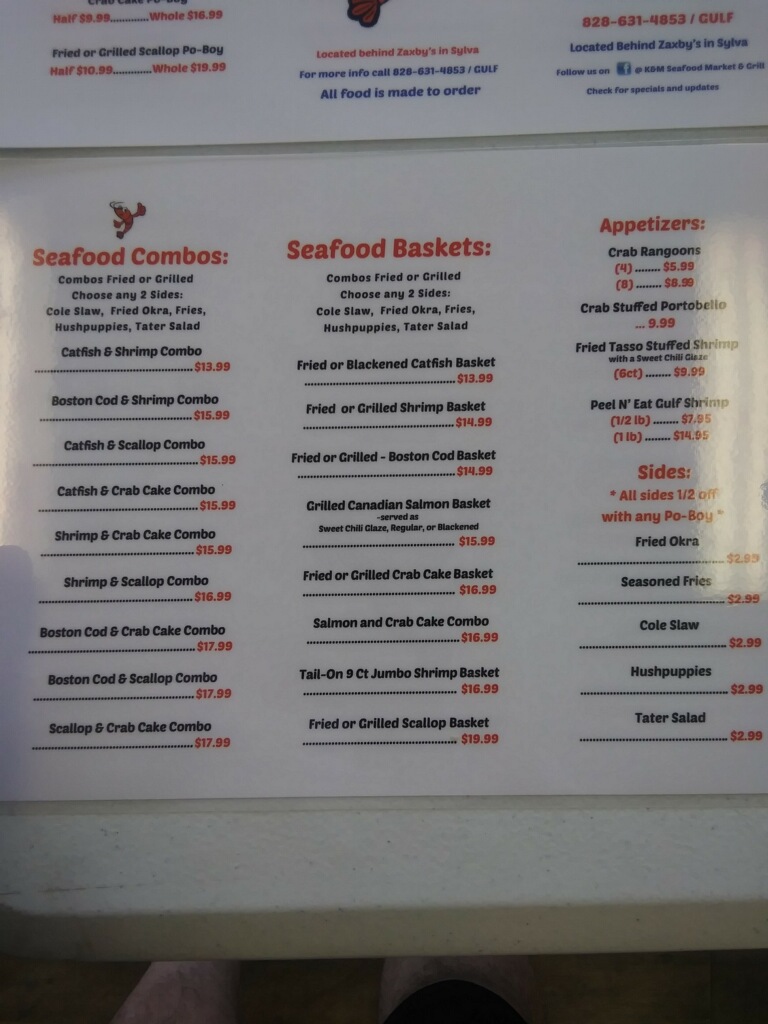 Crab Cake Po-Boy
Half $9.99.............Whole $16.99
Fried or Grilled Scallop Po-Boy
Half $10.99.............Whole $19.99
Located behind Zaxby's in Sylva
For more info call 828-631-4853 / GULF
All food is made to order
828-631-4853 / GULF
Located Behind Zaxby's in Sylva
Follow us on f @ K&M Seafood Market & Grill
Check for specials and updates
Seafood Combos:
Combos Fried or Grilled
Choose any 2 Sides:
Cole Slaw, Fried Okra, Fries,
Hushpuppies, Tater Salad
Catfish & Shrimp Combo
.......................................$13.99
Boston Cod & Shrimp Combo
.......................................$15.99
Catfish & Scallop Combo
.......................................$15.99
Catfish & Crab Cake Combo
.......................................$15.99
Shrimp & Crab Cake Combo
.......................................$15.99
Shrimp & Scallop Combo
.......................................$16.99
Boston Cod & Crab Cake Combo
.......................................$17.99
Boston Cod & Scallop Combo
.......................................$17.99
Scallop & Crab Cake Combo
.......................................$17.99
Seafood Baskets:
Combos Fried or Grilled
Choose any 2 Sides:
Cole Slaw, Fried Okra, Fries,
Hushpuppies, Tater Salad
Fried or Blackened Catfish Basket
.......................................$13.99
Fried or Grilled Shrimp Basket
.......................................$14.99
Fried or Grilled - Boston Cod Basket
.......................................$14.99
Grilled Canadian Salmon Basket
-served as
Sweet Chili Glaze, Regular, or Blackened
....................................... $15.99
Fried or Grilled Crab Cake Basket
....................................... $16.99
Salmon and Crab Cake Combo
.......................................$16.99
Tail-On 9 Ct Jumbo Shrimp Basket
....................................... $16.99
Fried or Grilled Scallop Basket
....................................... $19.99
Appetizers:
Crab Rangoons
(4) ........ $5.99
(8) ........ $8.99
Crab Stuffed Portobello
... 9.99
Fried Tasso Stuffed Shrimp
with a Sweet Chili Glaze
(6ct) ........ $9.99
Peel N' Eat Gulf Shrimp
(1/2 lb) ........ $7.95
(1 lb) ........ $14.95
Sides:
* All sides 1/2 off
with any Po-Boy *
Fried Okra
....................................... $2.99
Seasoned Fries
....................................... $2.99
Cole Slaw
....................................... $2.99
Hushpuppies
....................................... $2.99
Tater Salad
....................................... $2.99